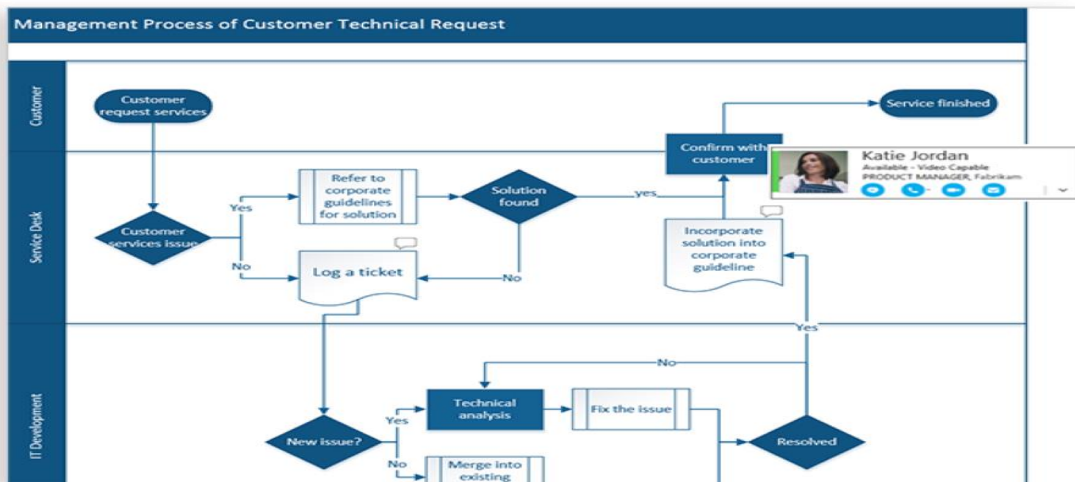 Management Process of Customer Technical Request
Customer
Customer
request services
Service finished
Confirm with
customer
Katie Jordan
Available - Video Capable
PRODUCT MANAGER, Fabrikam
Service Desk
Refer to
corporate
guidelines
for solution
Solution
found
yes
Yes
Customer
services issue
No
Log a ticket
No
Incorporate
solution into
corporate
guideline
Yes
IT Development
No
Technical
analysis
Fix the issue
Yes
New issue?
Resolved
No
Merge into
existing